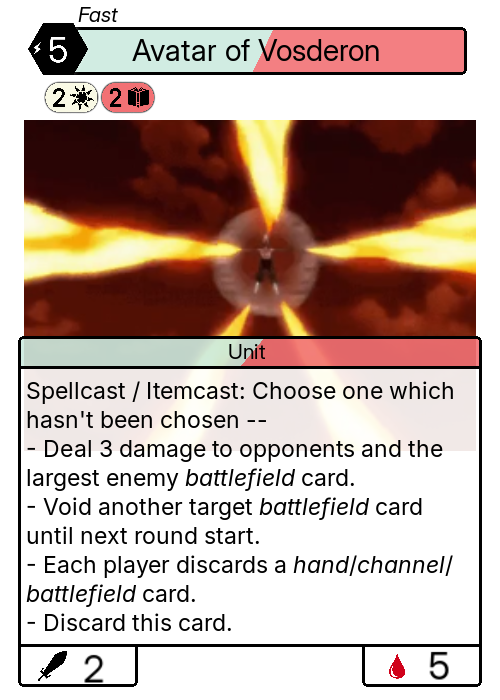 Fast
5 Avatar of Vosderon
2 2
Unit
Spellcast / Itemcast: Choose one which
hasn't been chosen --
- Deal 3 damage to opponents and the
largest enemy battlefield card.
- Void another target battlefield card
until next round start.
- Each player discards a hand/channel/
battlefield card.
- Discard this card.
2 5